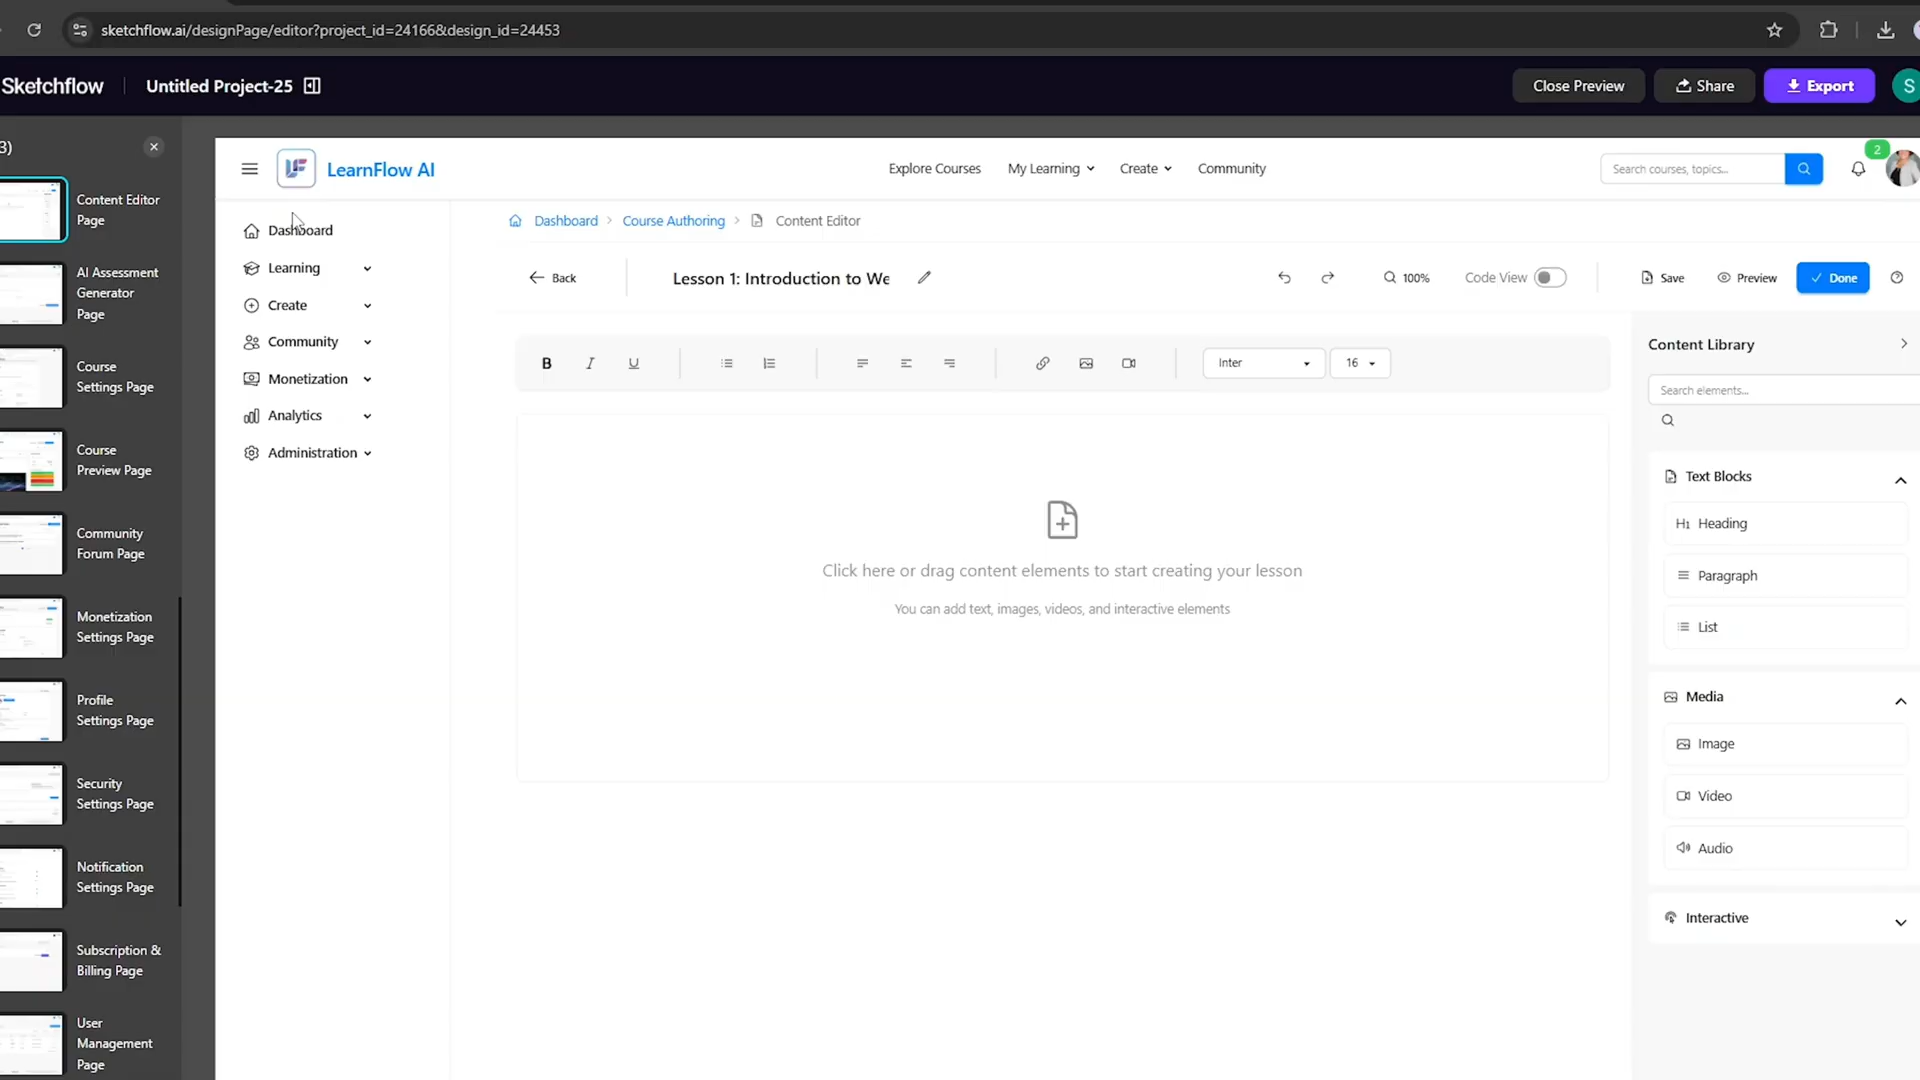 sketchflow.ai/designPage/editor?project_id=24166&design_id=24453
Sketchflow
Untitled Project-25
Close Preview
Share
Export
S
3)
Content Editor
Page
AI Assessment
Generator
Page
Course
Settings Page
Course
Preview Page
Community
Forum Page
Monetization
Settings Page
Profile
Settings Page
Security
Settings Page
Notification
Settings Page
Subscription &
Billing Page
User
Management
Page
LearnFlow AI
Explore Courses
My Learning
Create
Community
Search courses, topics...
2
Dashboard
Learning
Create
Community
Monetization
Analytics
Administration
Dashboard
Course Authoring
Content Editor
Back
Lesson 1: Introduction to We
100%
Code View
Save
Preview
Done
B I U
Inter
16
Click here or drag content elements to start creating your lesson
You can add text, images, videos, and interactive elements
Content Library
Search elements...
Text Blocks
H1 Heading
Paragraph
List
Media
Image
Video
Audio
Interactive